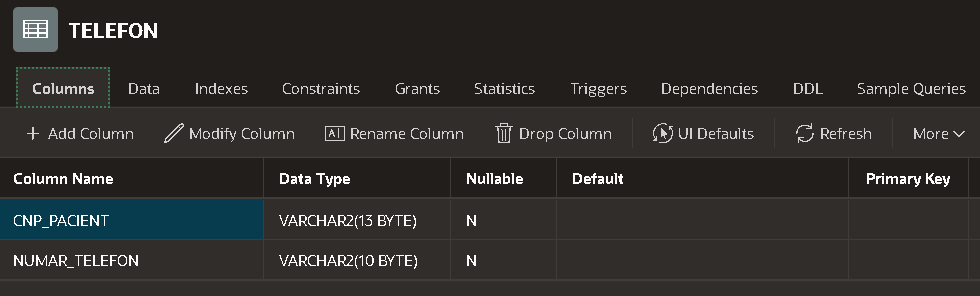 TELEFON
Columns Data Indexes Constraints Grants Statistics Triggers Dependencies DDL Sample Queries
Add Column Modify Column Rename Column Drop Column UI Defaults Refresh More
Column Name Data Type Nullable Default Primary Key
CNP_PACIENT VARCHAR2(13 BYTE) N
NUMAR_TELEFON VARCHAR2(10 BYTE) N